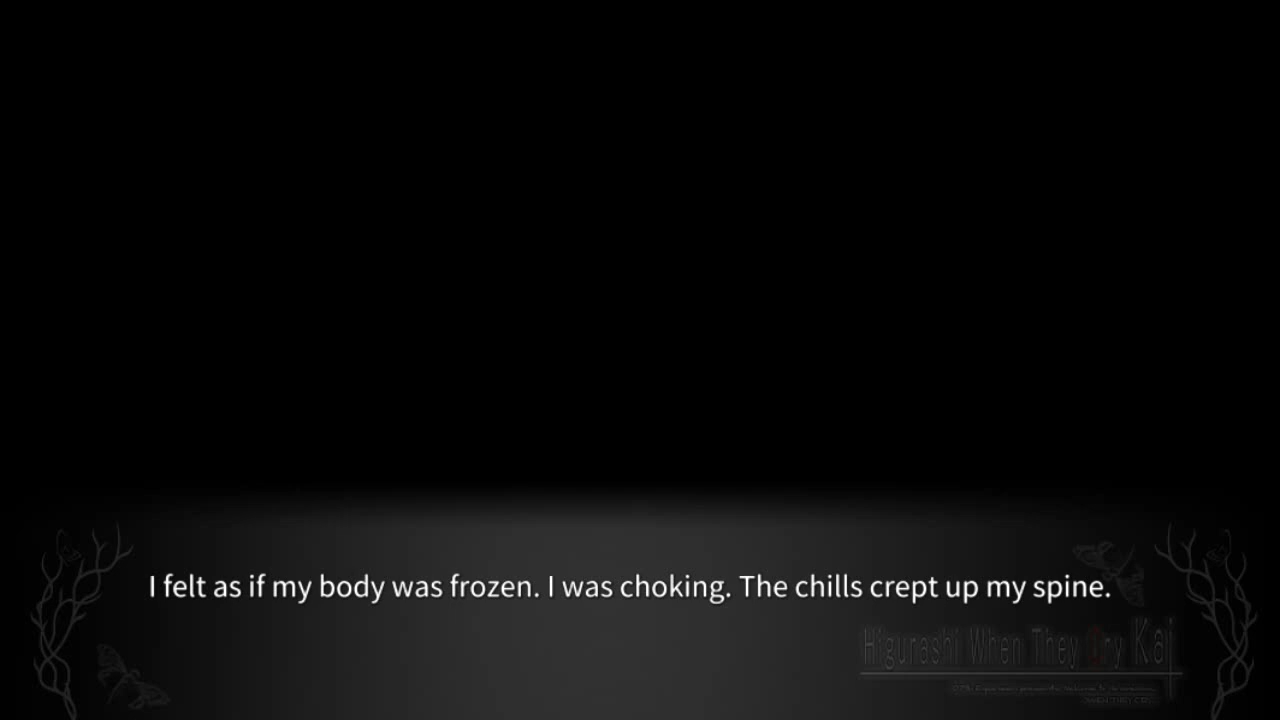 I felt as if my body was frozen. I was choking. The chills crept up my spine.
Higurashi When They Cry Kai